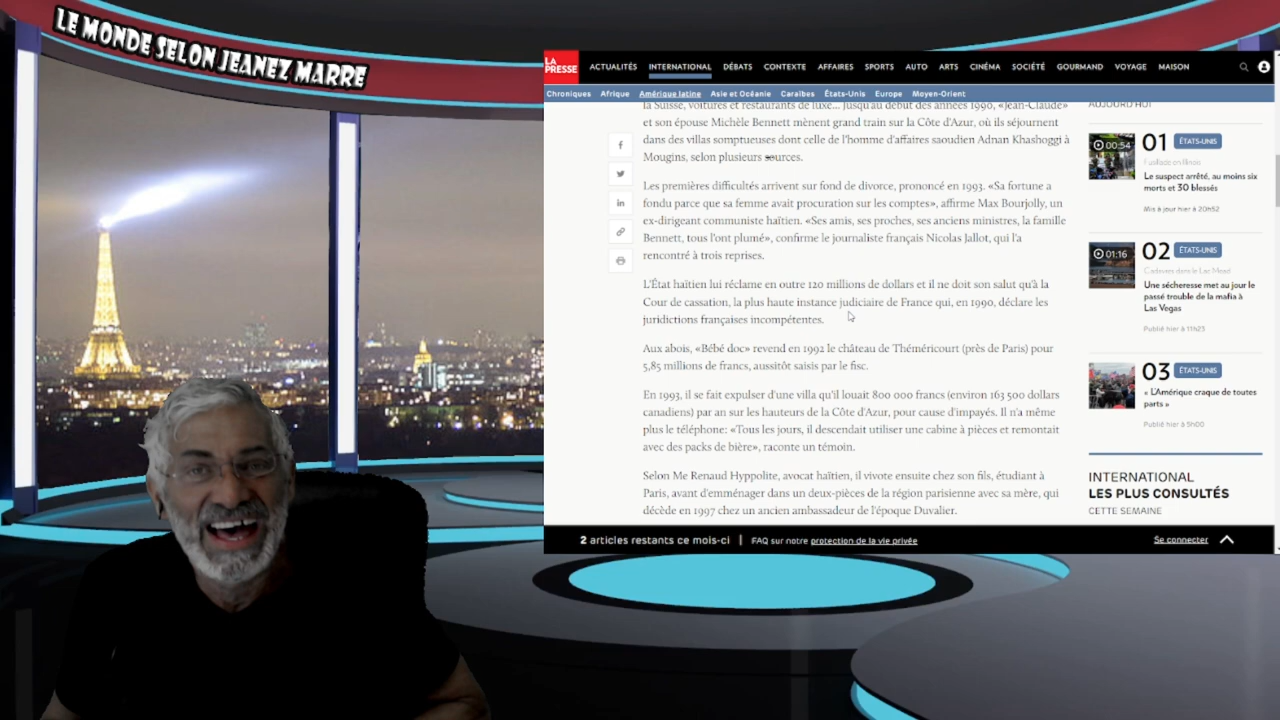 LE MONDE SELON JEANEZ MARRE
LA PRESSE
ACTUALITÉS INTERNATIONAL DÉBATS CONTEXTE AFFAIRES SPORTS AUTO ARTS CINÉMA SOCIÉTÉ GOURMAND VOYAGE MAISON
Chroniques Afrique Amérique latine Asie et Océanie Caraïbes États-Unis Europe Moyen-Orient
la Suisse, voitures et restaurants de luxe... Jusqu'au début des années 1990, «Jean-Claude»
et son épouse Michèle Bennett mènent grand train sur la Côte d'Azur, où ils séjournent
dans des villas somptueuses dont celle de l'homme d'affaires saoudien Adnan Khashoggi à
Mougins, selon plusieurs sources.
Les premières difficultés arrivent sur fond de divorce, prononcé en 1993. «Sa fortune a
fondu parce que sa femme avait procuration sur les comptes», affirme Max Bourjolly, un
ex-dirigeant communiste haïtien. «Ses amis, ses proches, ses anciens ministres, la famille
Bennett, tous l'ont plumé», confirme le journaliste français Nicolas Jallot, qui l'a
rencontré à trois reprises.
L'État haïtien lui réclame en outre 120 millions de dollars et il ne doit son salut qu'à la
Cour de cassation, la plus haute instance judiciaire de France qui, en 1990, déclare les
juridictions françaises incompétentes.
Aux abois, «Bébé doc» revend en 1992 le château de Théméricourt (près de Paris) pour
5,85 millions de francs, aussitôt saisis par le fisc.
En 1993, il se fait expulser d'une villa qu'il louait 800 000 francs (environ 163 500 dollars
canadiens) par an sur les hauteurs de la Côte d'Azur, pour cause d'impayés. Il n'a même
plus le téléphone: «Tous les jours, il descendait utiliser une cabine à pièces et remontait
avec des packs de bière», raconte un témoin.
Selon Me Renaud Hyppolite, avocat haïtien, il vivote ensuite chez son fils, étudiant à
Paris, avant d'emménager dans un deux-pièces de la région parisienne avec sa mère, qui
décède en 1997 chez un ancien ambassadeur de l'époque Duvalier.
AUJOURD'HUI
00:54
01 ÉTATS-UNIS
Fusillade en Illinois
Le suspect arrêté, au moins six
morts et 30 blessés
Mis à jour hier à 20h52
01:16
02 ÉTATS-UNIS
Cadavres dans le Lac Mead
Une sécheresse met au jour le
passé trouble de la mafia à
Las Vegas
Publié hier à 11h23
03 ÉTATS-UNIS
« L'Amérique craque de toutes
parts »
Publié hier à 5h00
INTERNATIONAL
LES PLUS CONSULTÉS
CETTE SEMAINE
2 articles restants ce mois-ci | FAQ sur notre protection de la vie privée
Se connecter